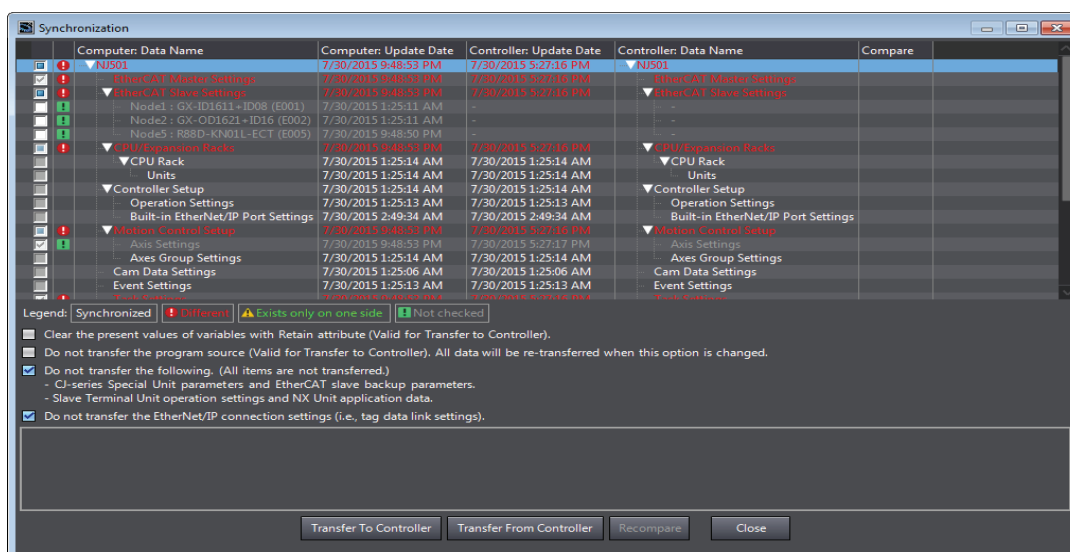 Synchronization
Computer: Data Name Computer: Update Date Controller: Update Date Controller: Data Name Compare
NJ501 7/30/2015 9:48:53 PM 7/30/2015 5:27:16 PM NJ501
EtherCAT Master Settings 7/30/2015 9:48:53 PM 7/30/2015 5:27:16 PM EtherCAT Master Settings
EtherCAT Slave Settings 7/30/2015 9:48:53 PM 7/30/2015 5:27:16 PM EtherCAT Slave Settings
Node1 : GX-ID1611+ID08 (E001) 7/30/2015 1:25:11 AM - -
Node2 : GX-OD1621+ID16 (E002) 7/30/2015 1:25:11 AM - -
Node5 : R88D-KN01L-ECT (E005) 7/30/2015 9:48:50 PM - -
CPU/Expansion Racks 7/30/2015 9:48:53 PM 7/30/2015 5:27:16 PM CPU/Expansion Racks
CPU Rack 7/30/2015 1:25:14 AM 7/30/2015 1:25:14 AM CPU Rack
Units 7/30/2015 1:25:14 AM 7/30/2015 1:25:14 AM Units
Controller Setup 7/30/2015 1:25:14 AM 7/30/2015 1:25:14 AM Controller Setup
Operation Settings 7/30/2015 1:25:13 AM 7/30/2015 1:25:13 AM Operation Settings
Built-in EtherNet/IP Port Settings 7/30/2015 2:49:34 AM 7/30/2015 2:49:34 AM Built-in EtherNet/IP Port Settings
Motion Control Setup 7/30/2015 9:48:53 PM 7/30/2015 5:27:16 PM Motion Control Setup
Axis Settings 7/30/2015 9:48:53 PM 7/30/2015 5:27:17 PM Axis Settings
Axes Group Settings 7/30/2015 1:25:14 AM 7/30/2015 1:25:14 AM Axes Group Settings
Cam Data Settings 7/30/2015 1:25:06 AM 7/30/2015 1:25:06 AM Cam Data Settings
Event Settings 7/30/2015 1:25:13 AM 7/30/2015 1:25:13 AM Event Settings
Legend: Synchronized Different Exists only on one side Not checked
Clear the present values of variables with Retain attribute (Valid for Transfer to Controller).
Do not transfer the program source (Valid for Transfer to Controller). All data will be re-transferred when this option is changed.
Do not transfer the following. (All items are not transferred.)
- CJ-series Special Unit parameters and EtherCAT slave backup parameters.
- Slave Terminal Unit operation settings and NX Unit application data.
Do not transfer the EtherNet/IP connection settings (i.e., tag data link settings).
Transfer To Controller Transfer From Controller Recompare Close